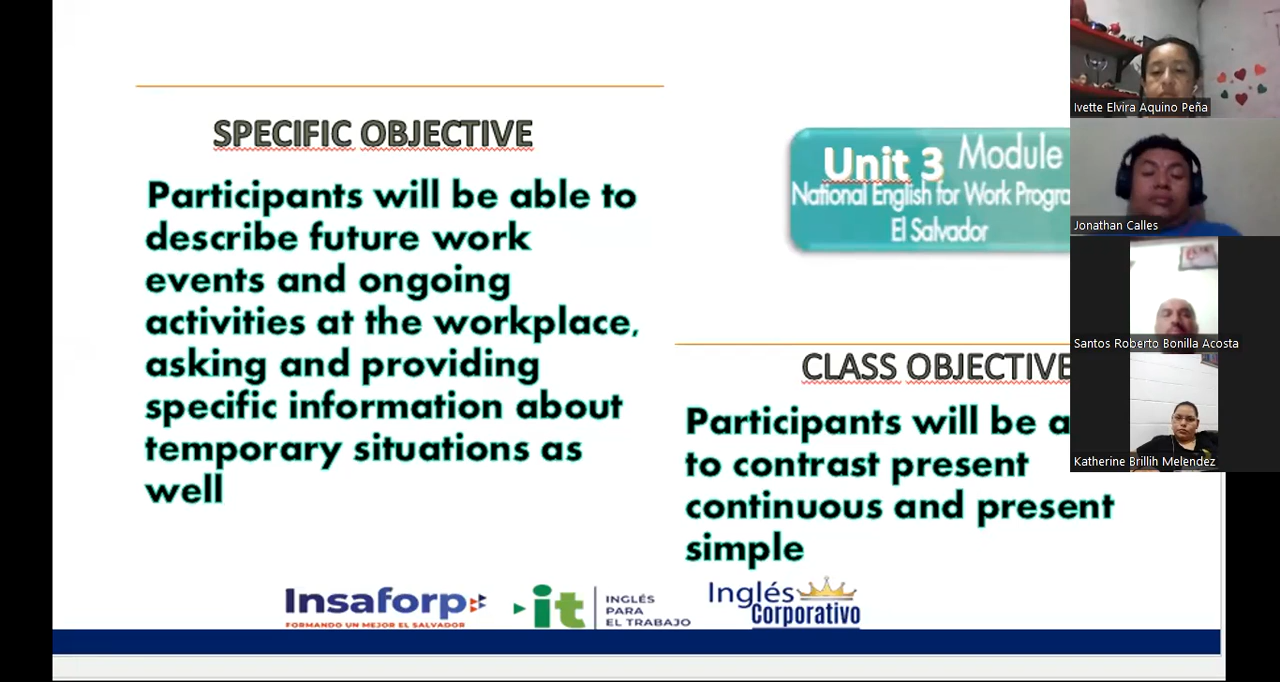 SPECIFIC OBJECTIVE
Participants will be able to
describe future work
events and ongoing
activities at the workplace,
asking and providing
specific information about
temporary situations as
well
Unit 3 Module
National English for Work Progra
El Salvador
CLASS OBJECTIVE
Participants will be a
to contrast present
continuous and present
simple
Insaforp
FORMANDO UN MEJOR EL SALVADOR
it
INGLÉS
PARA
EL TRABAJO
Inglés
Corporativo
Ivette Elvira Aquino Peña
Jonathan Calles
Santos Roberto Bonilla Acosta
Katherine Brillih Melendez